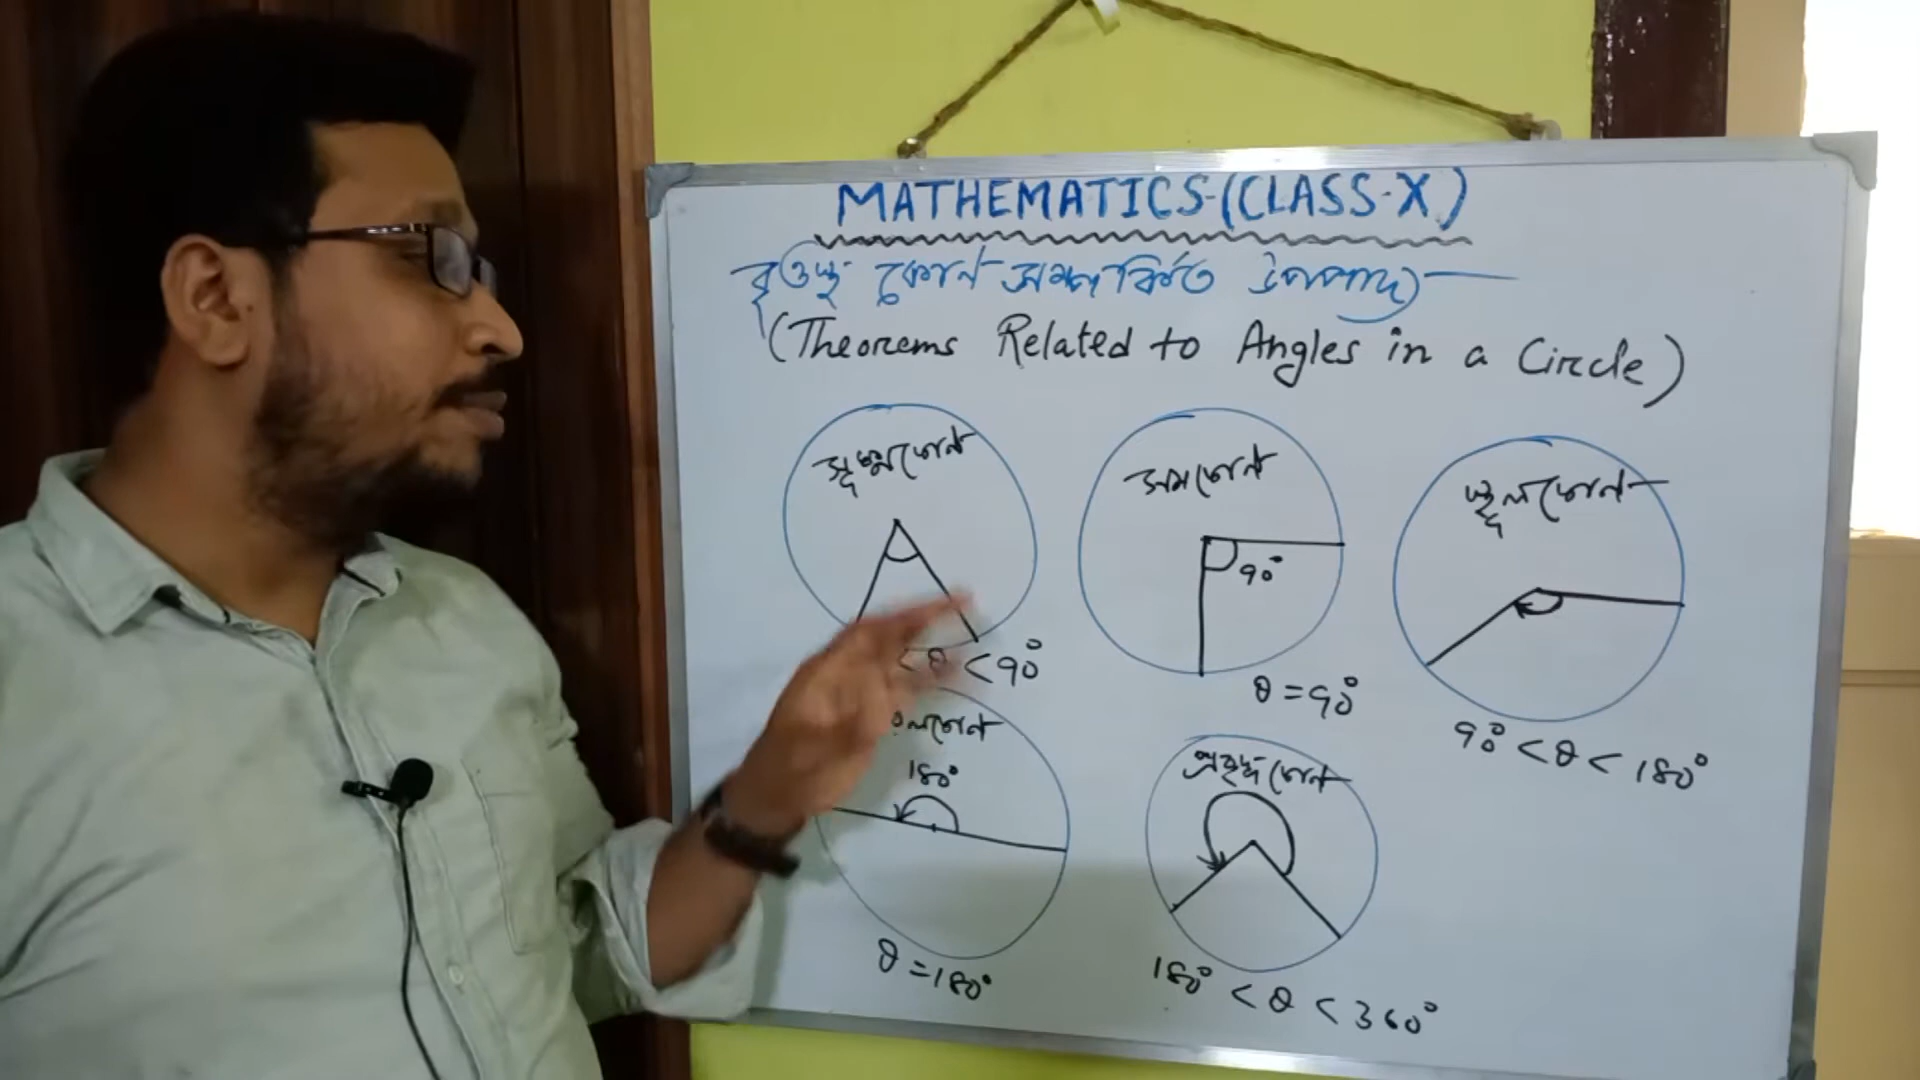 MATHEMATICS-(CLASS-X)
বৃত্তস্থ কোণ সম্পর্কিত উপপাদ্য
(Theorems Related to Angles in a Circle)
সূক্ষ্মকোণ
সমকোণ
স্থূলকোণ
90°
< θ < 90°
θ = 90°
90° < θ < 180°
180°
প্রবৃদ্ধকোণ
θ = 180°
180° < θ < 360°